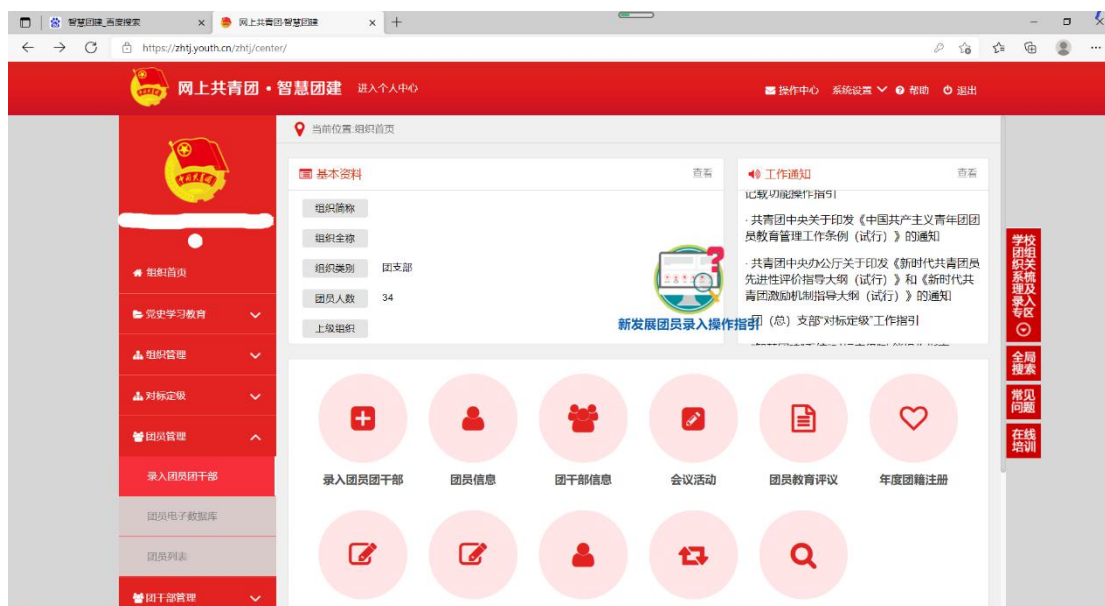 智慧团建_百度搜索
网上共青团·智慧团建
https://zhtj.youth.cn/zhtj/center/
网上共青团·智慧团建 进入个人中心
操作中心 系统设置 帮助 退出
当前位置:组织首页
基本资料 查看
组织简称
组织全称
组织类别 团支部
团员人数 34
上级组织
新发展团员录入操作指引
工作通知 查看
记载功能操作指引
·共青团中央关于印发《中国共产主义青年团团
员教育管理工作条例（试行）》的通知
·共青团中央办公厅关于印发《新时代共青团员
先进性评价指导大纲（试行）》和《新时代共
青团激励机制指导大纲（试行）》的通知
团（总）支部“对标定级”工作指引
组织首页
党史学习教育
组织管理
对标定级
团员管理
录入团员团干部
团员电子数据库
团员列表
团干部管理
录入团员团干部
团员信息
团干部信息
会议活动
团员教育评议
年度团籍注册
学校
团组
织关
系梳
理及
录入
专区
全局
搜索
常见
问题
在线
培训